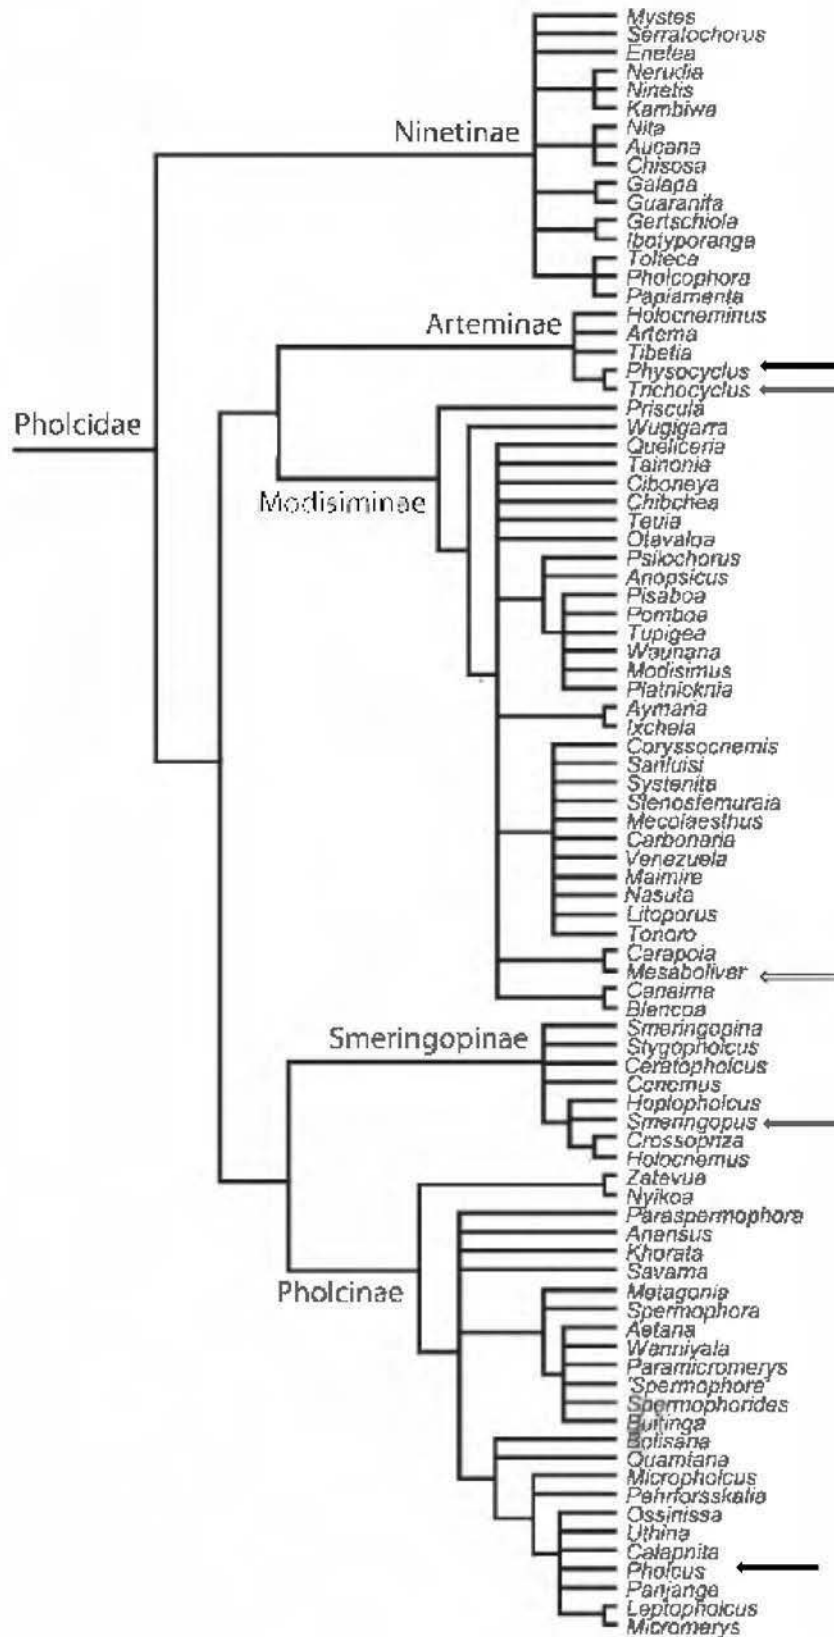 Mystes
Serratochorus
Enetea
Nerudia
Ninetis
Kambiwa
Ninetinae
Nita
Aucana
Chisosa
Galapa
Guaranita
Gertschiola
Ibotyporanga
Tolteca
Pholcophora
Papiamenta
Holocneminus
Arteminae
Artema
Tibetia
Physocyclus
Trichocyclus
Priscula
Pholcidae
Wugigarra
Queliceria
Tainonia
Ciboneya
Modisiminae
Chibchea
Teuia
Otavaloa
Psilochorus
Anopsicus
Pisaboa
Pomboa
Tupigea
Waunana
Modisimus
Platnicknia
Aymaria
Ixchela
Coryssocnemis
Sanluisi
Systenita
Stenosfemuraia
Mecolaesthus
Carbonaria
Venezuela
Maimire
Nasuta
Litoporus
Tonoro
Carapoia
Mesabolivar
Canaima
Blancoa
Smeringopina
Smeringopinae
Stygopholcus
Ceratopholcus
Cenemus
Hoplopholcus
Smeringopus
Crossopriza
Holocnemus
Zatavua
Nyikoa
Paraspermophora
Anansus
Khorata
Savarna
Pholcinae
Metagonia
Spermophora
Aetana
Wanniyala
Paramicromerys
'Spermophora'
Spermophorides
Buitinga
Belisana
Quamtana
Micropholcus
Pehrforsskalia
Ossinissa
Uthina
Calapnita
Pholcus
Panjange
Leptopholcus
Micromerys